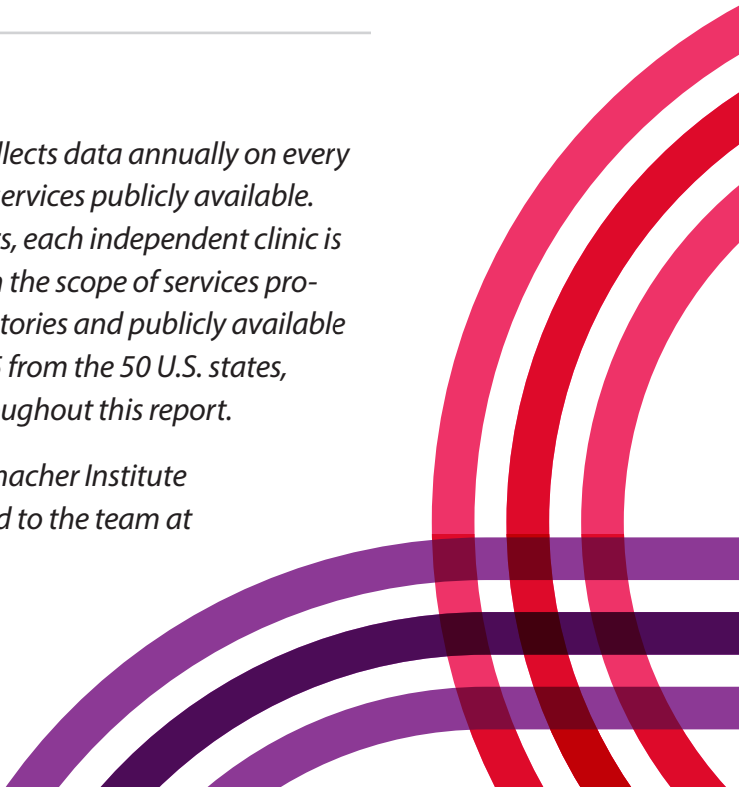 llects data annually on every
ervices publicly available.
s, each independent clinic is
the scope of services pro-
tories and publicly available
from the 50 U.S. states,
ughout this report.
nacher Institute
d to the team at